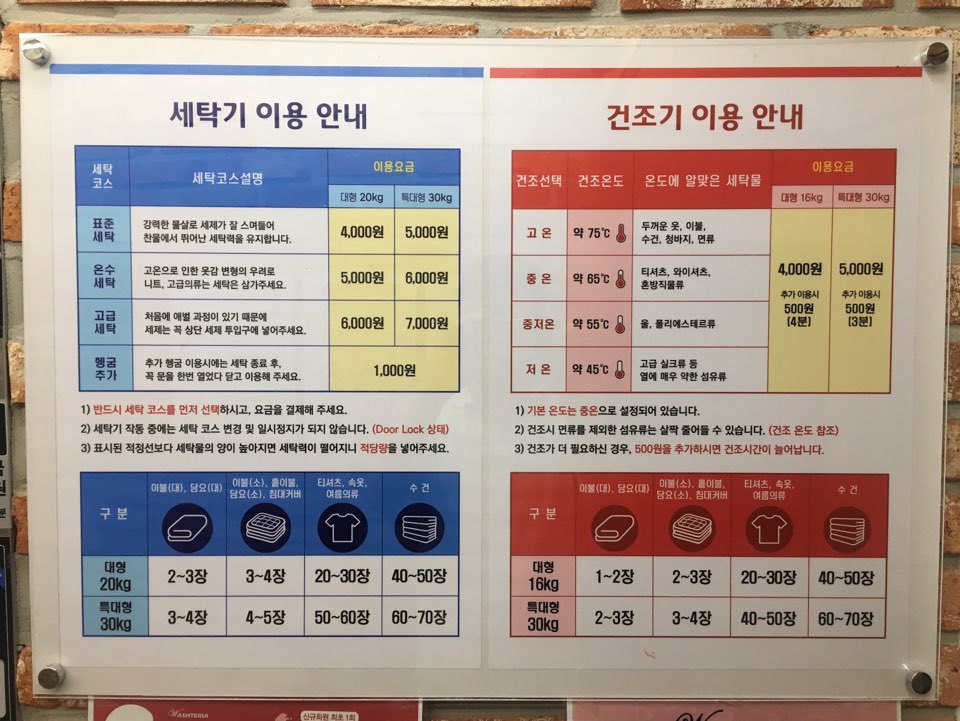 세탁기 이용 안내
세탁
코스
세탁코스설명
이용요금
대형 20kg
특대형 30kg
표준
세탁
강력한 물살로 세제가 잘 스며들어
찬물에서 뛰어난 세탁력을 유지합니다.
4,000원
5,000원
온수
세탁
고온으로 인한 옷감 변형의 우려로
니트, 고급의류는 세탁은 삼가주세요.
5,000원
6,000원
고급
세탁
처음에 애벌 과정이 있기 때문에
세제는 꼭 상단 세제 투입구에 넣어주세요.
6,000원
7,000원
헹굼
추가
추가 헹굼 이용시에는 세탁 종료 후,
꼭 문을 한번 열었다 닫고 이용해 주세요.
1,000원
1) 반드시 세탁 코스를 먼저 선택하시고, 요금을 결제해 주세요.
2) 세탁기 작동 중에는 세탁 코스 변경 및 일시정지가 되지 않습니다. (Door Lock 상태)
3) 표시된 적정선보다 세탁물의 양이 높아지면 세탁력이 떨어지니 적당량을 넣어주세요.
구 분
이불(대), 담요(대)
이불(소), 홑이불,
담요(소), 침대커버
티셔츠, 속옷,
여름의류
수 건
대형
20kg
2~3장
3~4장
20~30장
40~50장
특대형
30kg
3~4장
4~5장
50~60장
60~70장
건조기 이용 안내
건조선택
건조온도
온도에 알맞은 세탁물
이용요금
대형 16kg
특대형 30kg
고 온
약 75℃
두꺼운 옷, 이불,
수건, 청바지, 면류
중 온
약 65℃
티셔츠, 와이셔츠,
혼방직물류
중저온
약 55℃
울, 폴리에스테르류
저 온
약 45℃
고급 실크류 등
열에 매우 약한 섬유류
4,000원
추가 이용시
500원
(4분)
5,000원
추가 이용시
500원
(3분)
1) 기본 온도는 중온으로 설정되어 있습니다.
2) 건조시 면류를 제외한 섬유류는 살짝 줄어들 수 있습니다. (건조 온도 참조)
3) 건조가 더 필요하신 경우, 500원을 추가하시면 건조시간이 늘어납니다.
구 분
이불(대), 담요(대)
이불(소), 홑이불,
담요(소), 침대커버
티셔츠, 속옷,
여름의류
수 건
대형
16kg
1~2장
2~3장
20~30장
40~50장
특대형
30kg
2~3장
3~4장
40~50장
60~70장
WASHTERIA
신규회원 최초 1회